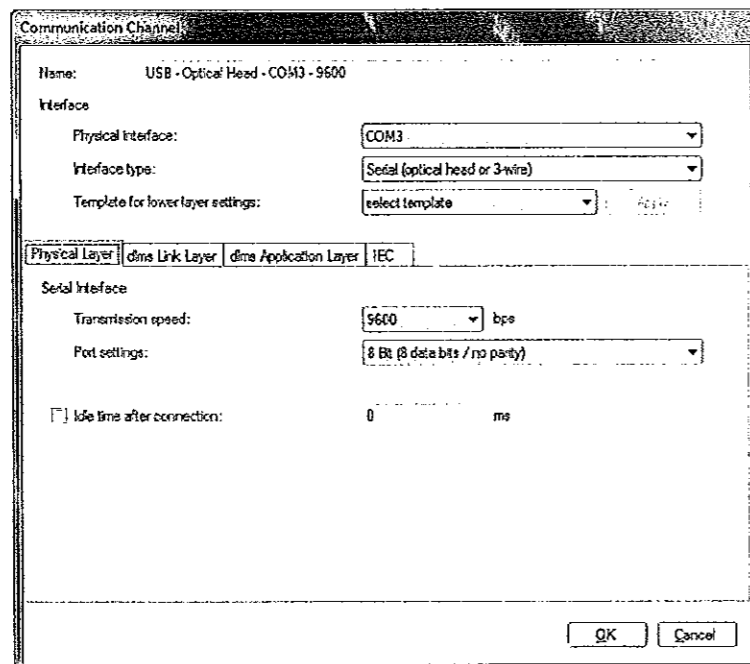 Communication Channel
Name: USB - Optical Head - COM3 - 9600
Interface
Physical interface: COM3
Interface type: Serial (optical head or 3-wire)
Template for lower layer settings: select template
Physical Layer dlms Link Layer dlms Application Layer IEC
Serial Interface
Transmission speed: 9600 bps
Port settings: 8 Bit (8 data bits / no parity)
Idle time after connection: 0 ms
OK Cancel